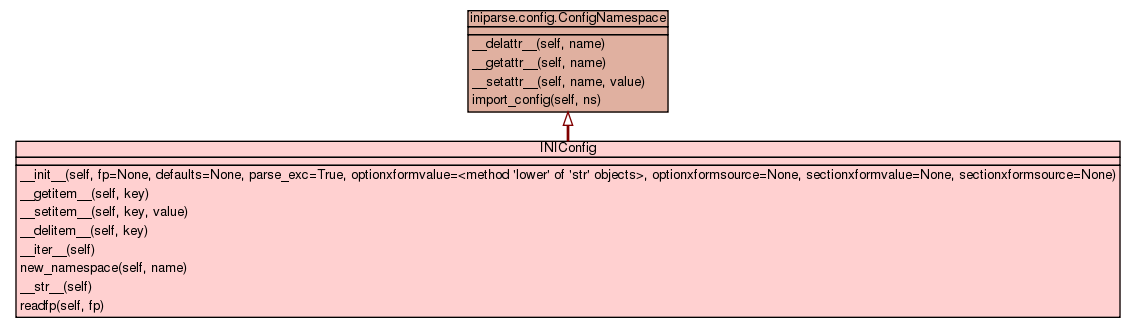 iniparse.config.ConfigNamespace
__delattr__(self, name)
__getattr__(self, name)
__setattr__(self, name, value)
import_config(self, ns)
INIConfig
__init__(self, fp=None, defaults=None, parse_exc=True, optionxformvalue=<method 'lower' of 'str' objects>, optionxformsource=None, sectionxformvalue=None, sectionxformsource=None)
__getitem__(self, key)
__setitem__(self, key, value)
__delitem__(self, key)
__iter__(self)
new_namespace(self, name)
__str__(self)
readfp(self, fp)